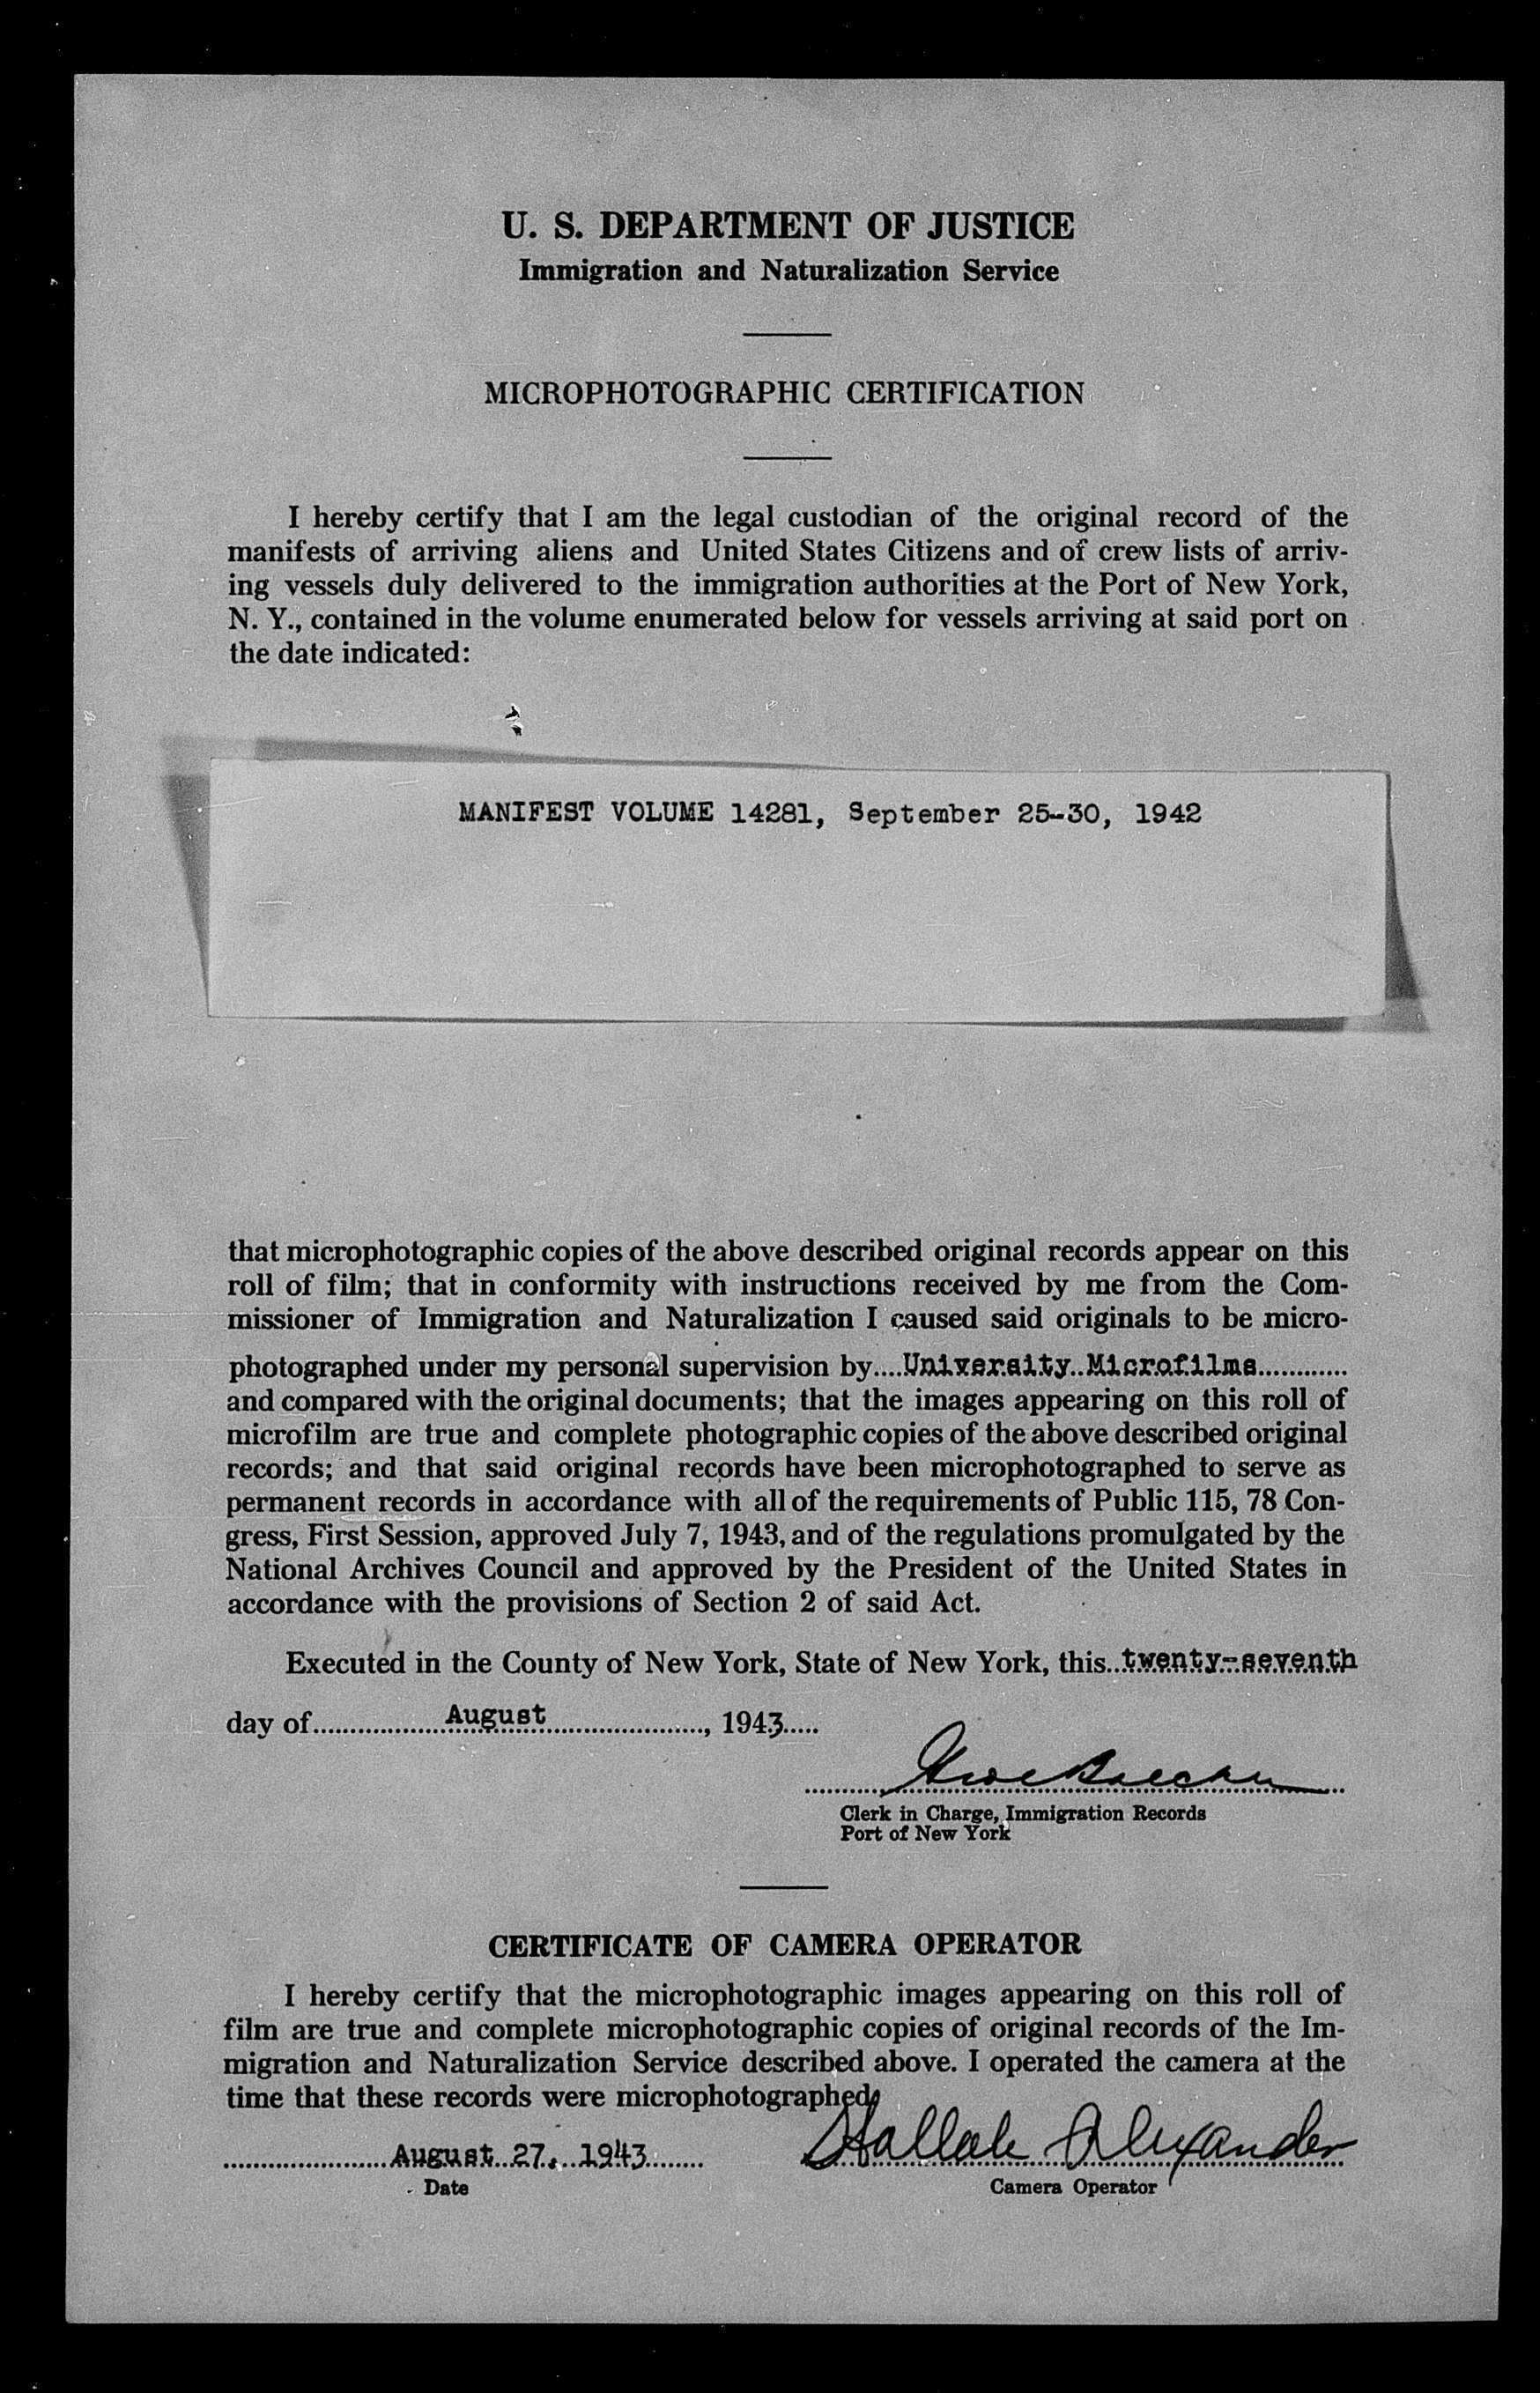 U. S. DEPARTMENT OF JUSTICE
Immigration and Naturalization Service
MICROPHOTOGRAPHIC CERTIFICATION
I hereby certify that I am the legal custodian of the original record of the
manifests of arriving aliens and United States Citizens and of crew lists of arriv-
ing vessels duly delivered to the immigration authorities at the Port of New York,
N. Y., contained in the volume enumerated below for vessels arriving at said port on
the date indicated:
MANIFEST VOLUME 14281, September 25-30, 1942
that microphotographic copies of the above described original records appear on this
roll of film; that in conformity with instructions received by me from the Com-
missioner of Immigration and Naturalization I caused said originals to be micro-
photographed under my personal supervision by....University Microfilms............
and compared with the original documents; that the images appearing on this roll of
microfilm are true and complete photographic copies of the above described original
records; and that said original records have been microphotographed to serve as
permanent records in accordance with all of the requirements of Public 115, 78 Con-
gress, First Session, approved July 7, 1943, and of the regulations promulgated by the
National Archives Council and approved by the President of the United States in
accordance with the provisions of Section 2 of said Act.
Executed in the County of New York, State of New York, this..twenty-seventh
day of..................August......................, 1943.....
Clerk in Charge, Immigration Records
Port of New York
CERTIFICATE OF CAMERA OPERATOR
I hereby certify that the microphotographic images appearing on this roll of
film are true and complete microphotographic copies of original records of the Im-
migration and Naturalization Service described above. I operated the camera at the
time that these records were microphotographed.
......................August 27, 1943........ Alexander
Date
Camera Operator